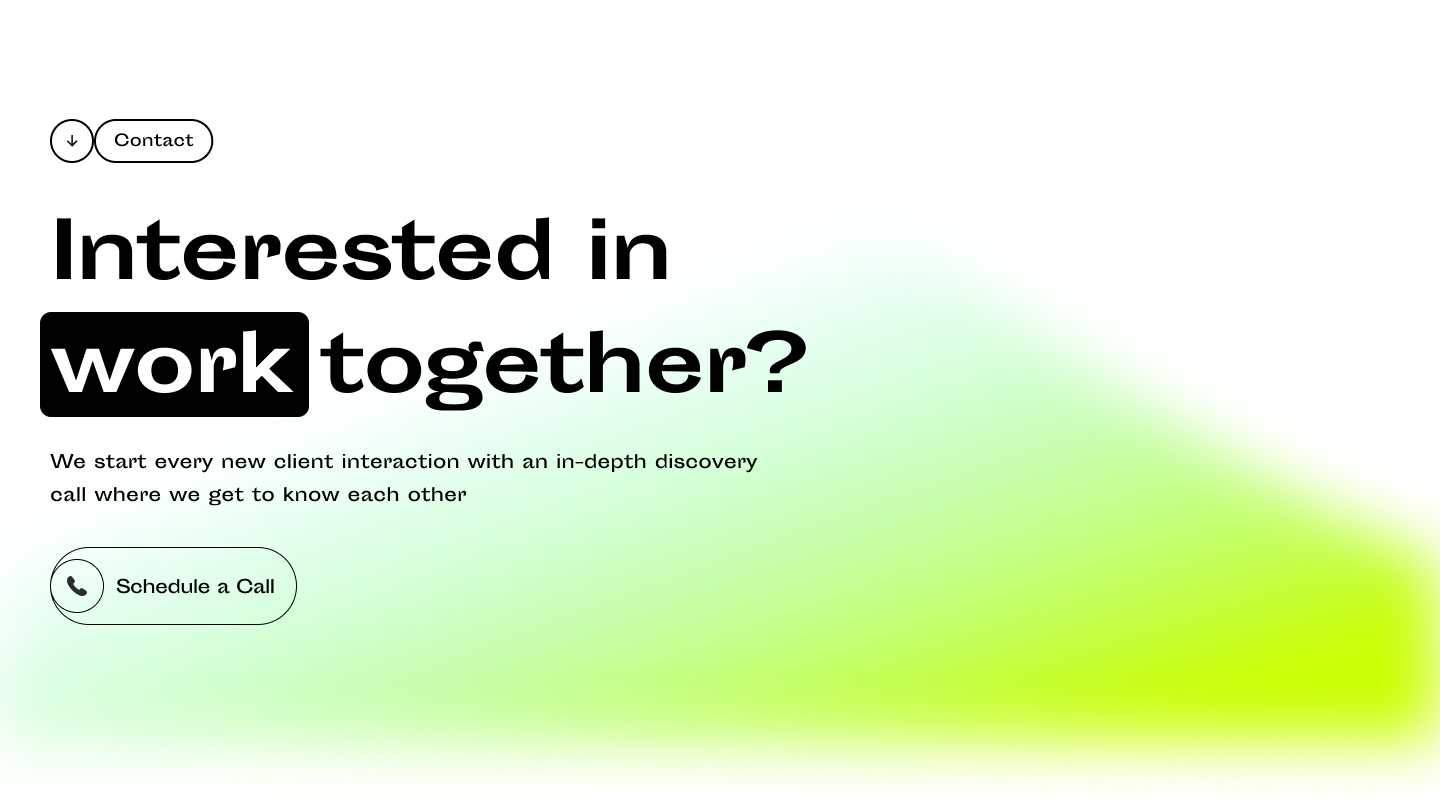 Contact
Interested in
work together?
We start every new client interaction with an in-depth discovery
call where we get to know each other
Schedule a Call